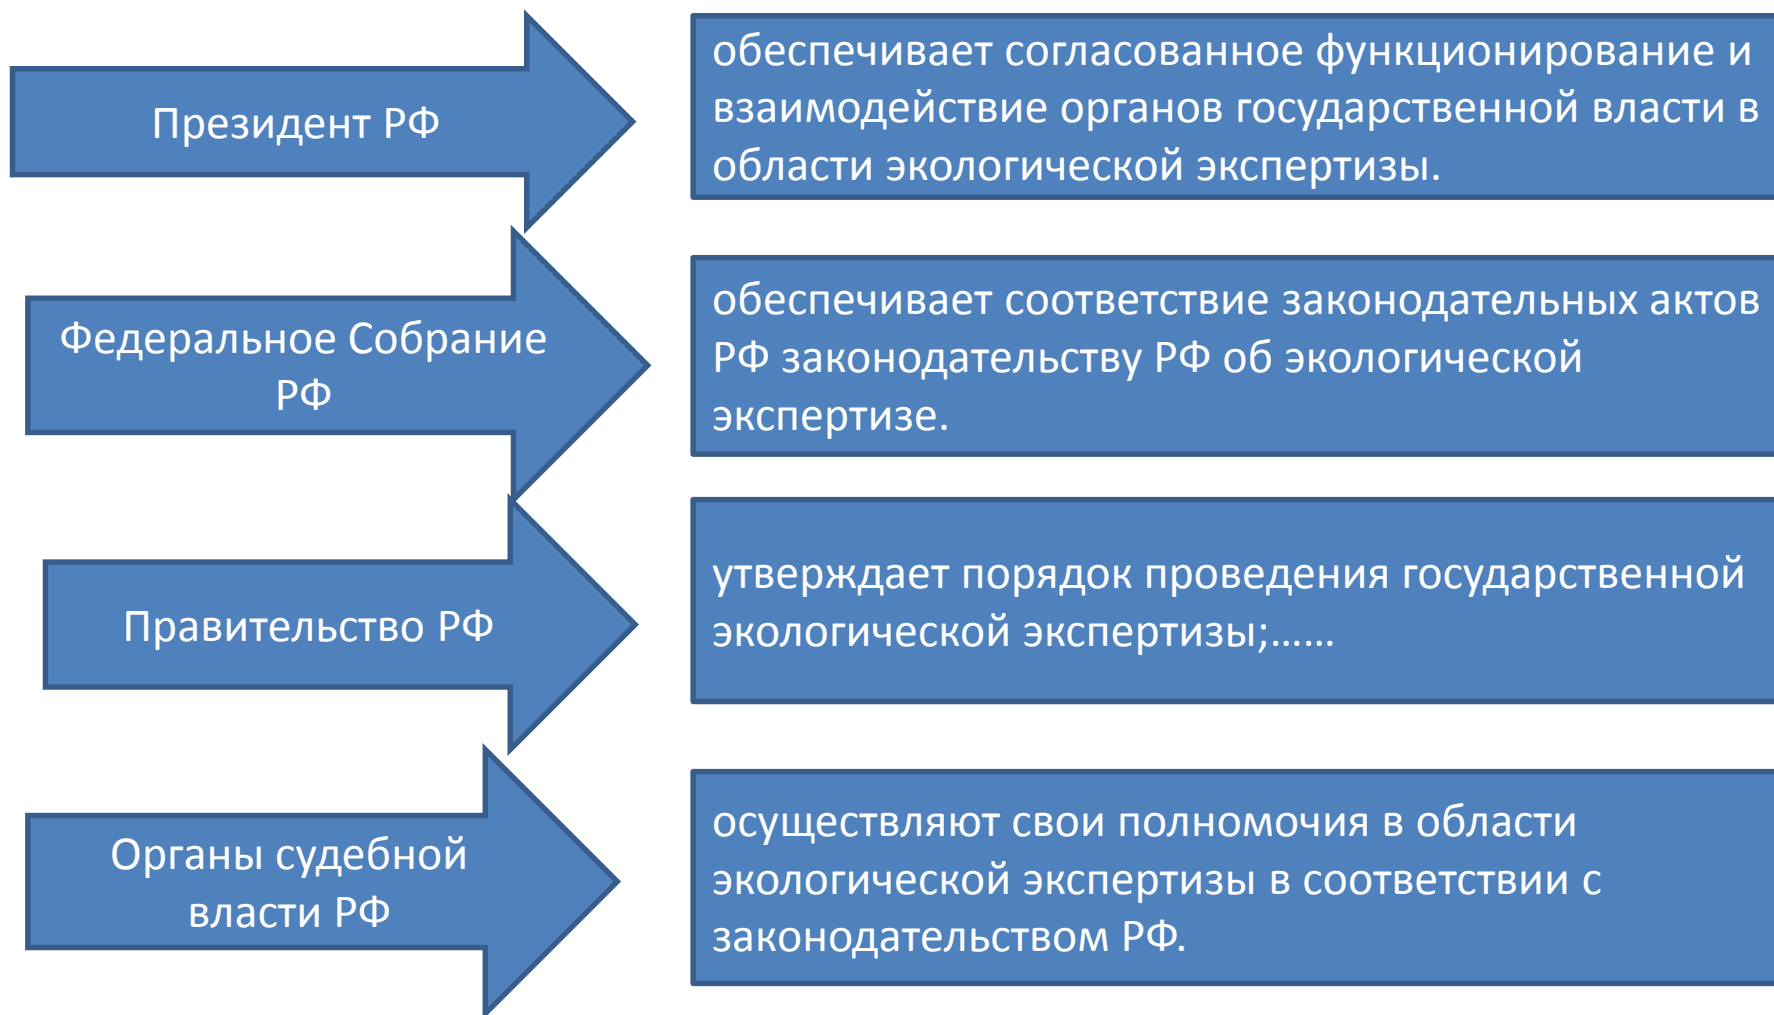 Президент РФ
обеспечивает согласованное функционирование и
взаимодействие органов государственной власти в
области экологической экспертизы.
Федеральное Собрание
РФ
обеспечивает соответствие законодательных актов
РФ законодательству РФ об экологической
экспертизе.
Правительство РФ
утверждает порядок проведения государственной
экологической экспертизы;......
Органы судебной
власти РФ
осуществляют свои полномочия в области
экологической экспертизы в соответствии с
законодательством РФ.